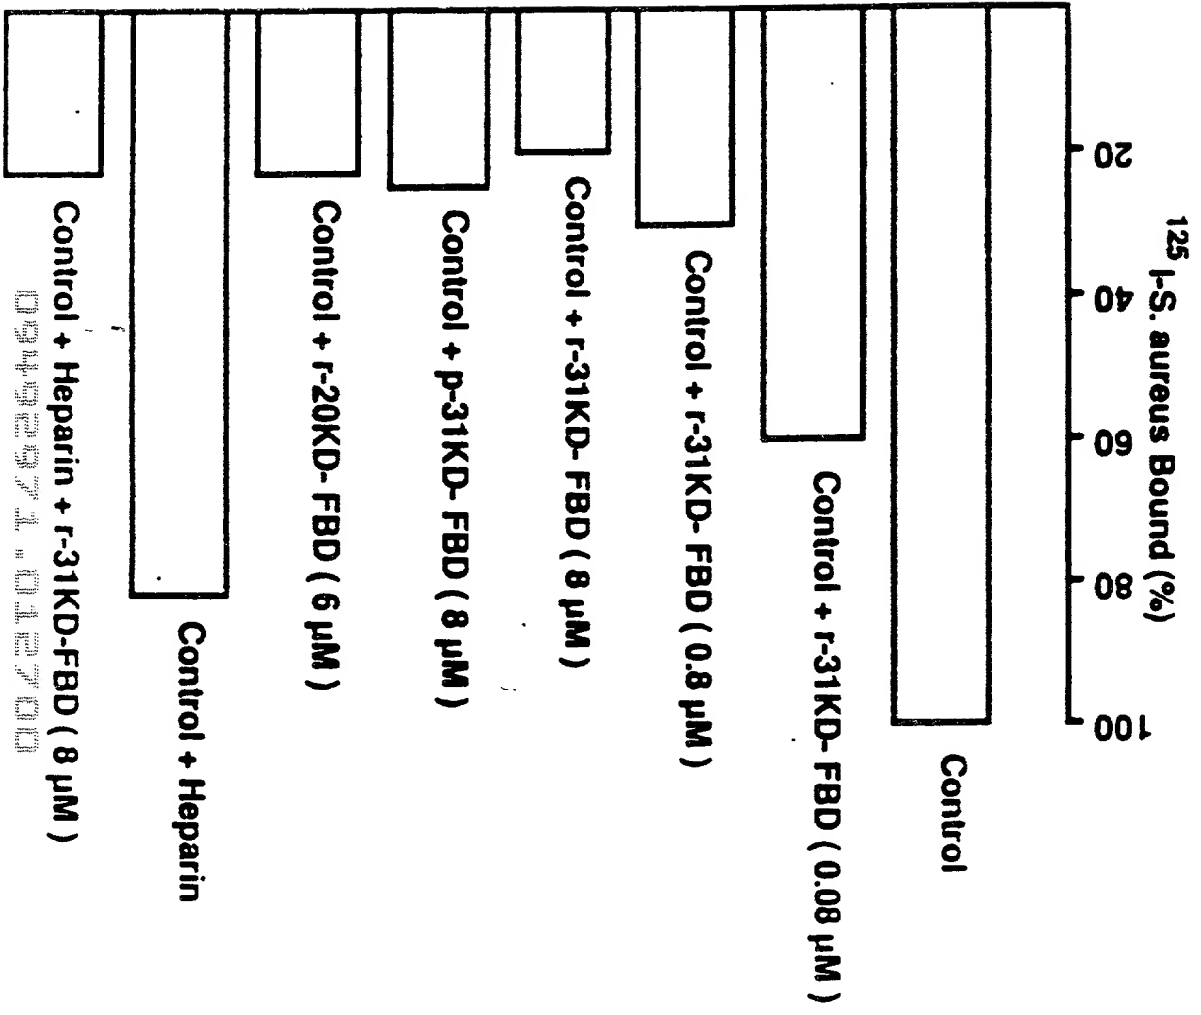 125 I-S. aureus Bound (%)
20
40
60
80
100
Control
Control + r-31KD- FBD ( 0.08 µM )
Control + r-31KD- FBD ( 0.8 µM )
Control + r-31KD- FBD ( 8 µM )
Control + p-31KD- FBD ( 8 µM )
Control + r-20KD- FBD ( 6 µM )
Control + Heparin
Control + Heparin + r-31KD-FBD ( 8 µM )